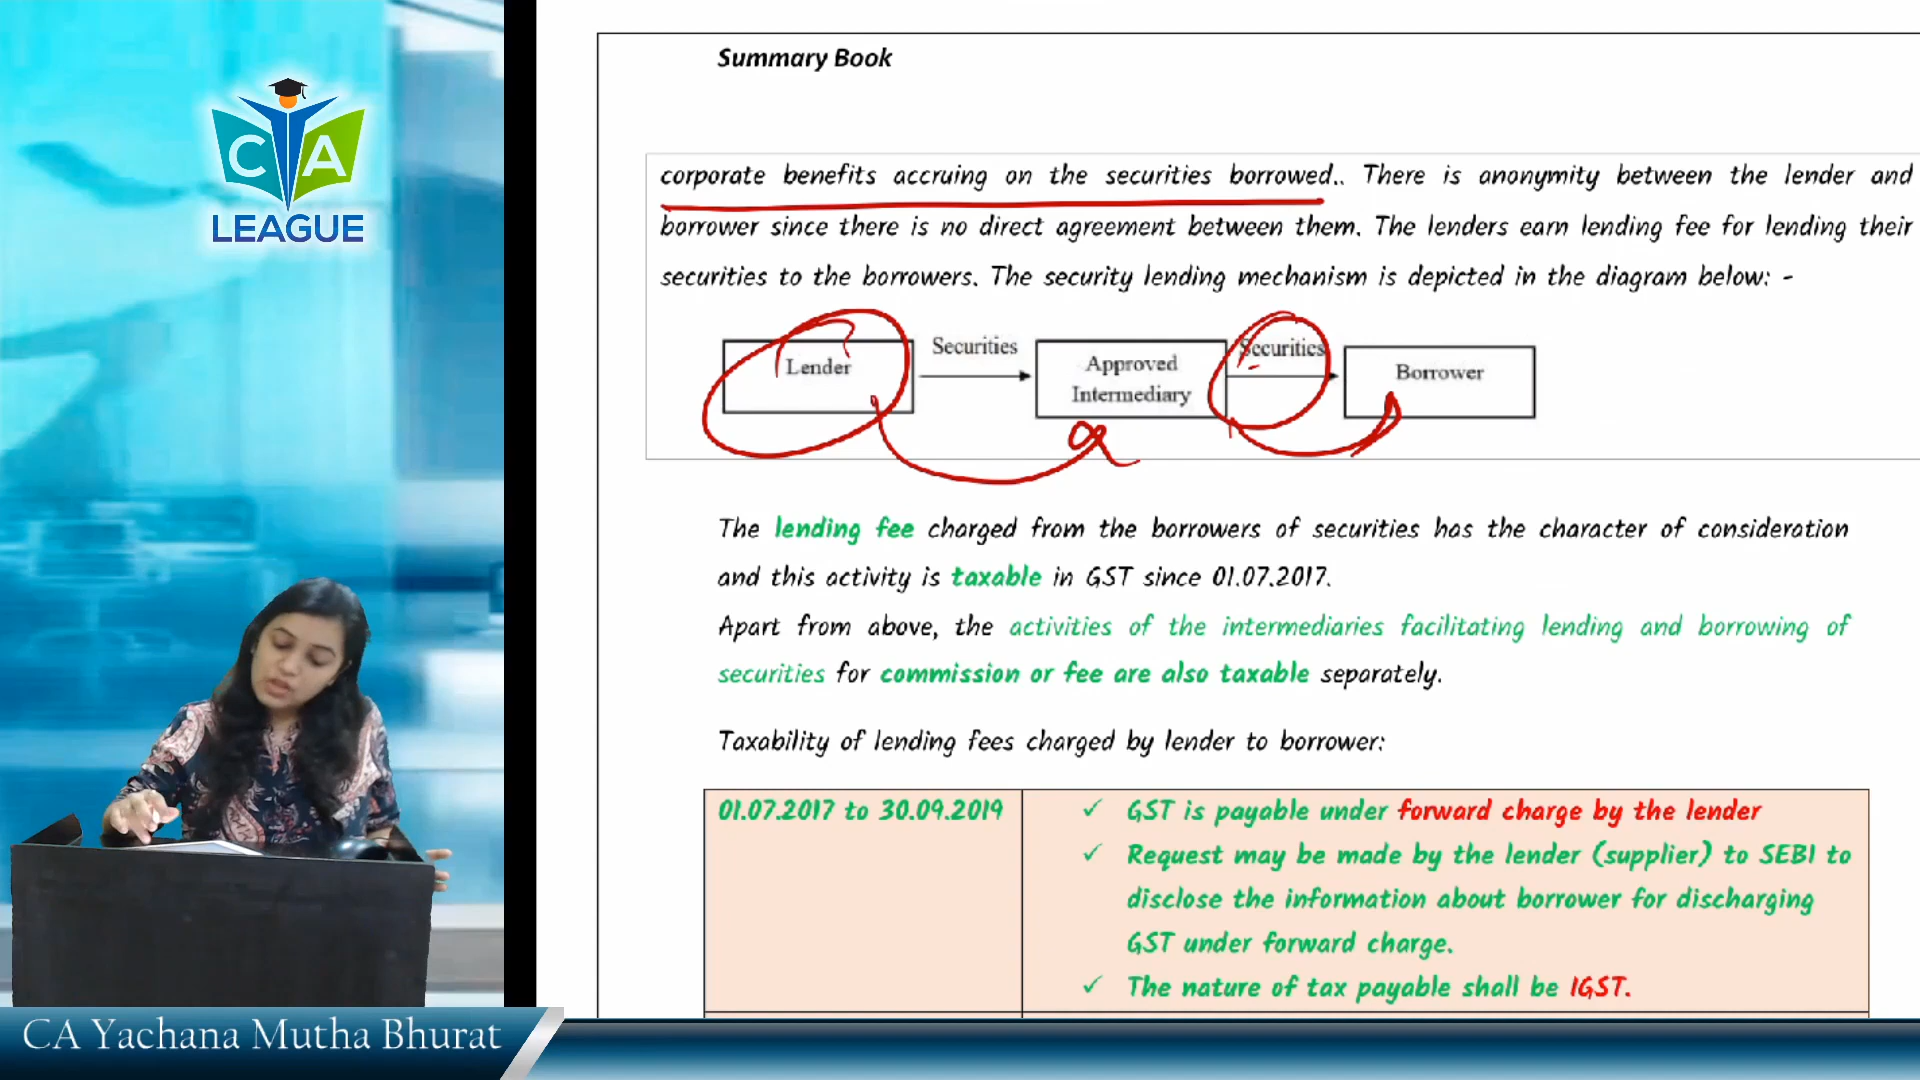 C A
LEAGUE
Summary Book
corporate benefits accruing on the securities borrowed.. There is anonymity between the lender and
borrower since there is no direct agreement between them. The lenders earn lending fee for lending their
securities to the borrowers. The security lending mechanism is depicted in the diagram below: -
Lender
Securities
Approved
Intermediary
Securities
Borrower
The lending fee charged from the borrowers of securities has the character of consideration
and this activity is taxable in GST since 01.07.2017.
Apart from above, the activities of the intermediaries facilitating lending and borrowing of
securities for commission or fee are also taxable separately.
Taxability of lending fees charged by lender to borrower:
01.07.2017 to 30.09.2019
✓ GST is payable under forward charge by the lender
✓ Request may be made by the lender (supplier) to SEBI to
disclose the information about borrower for discharging
GST under forward charge.
✓ The nature of tax payable shall be IGST.
CA Yachana Mutha Bhurat